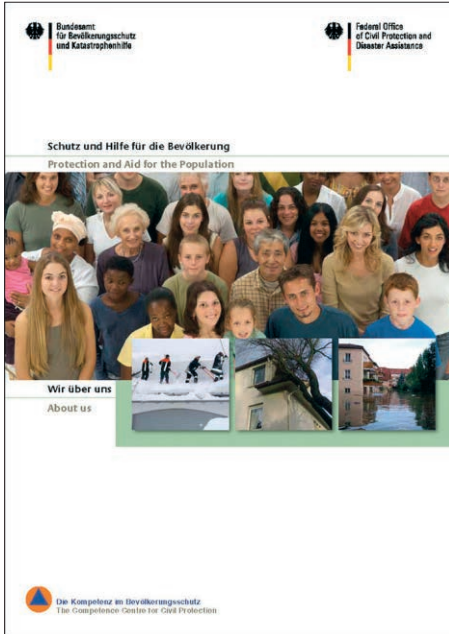 Bundesamt
für Bevölkerungsschutz
und Katastrophenhilfe
Federal Office
of Civil Protection and
Disaster Assistance
Schutz und Hilfe für die Bevölkerung
Protection and Aid for the Population
Wir über uns
About us
Die Kompetenz im Bevölkerungsschutz
The Competence Centre for Civil Protection